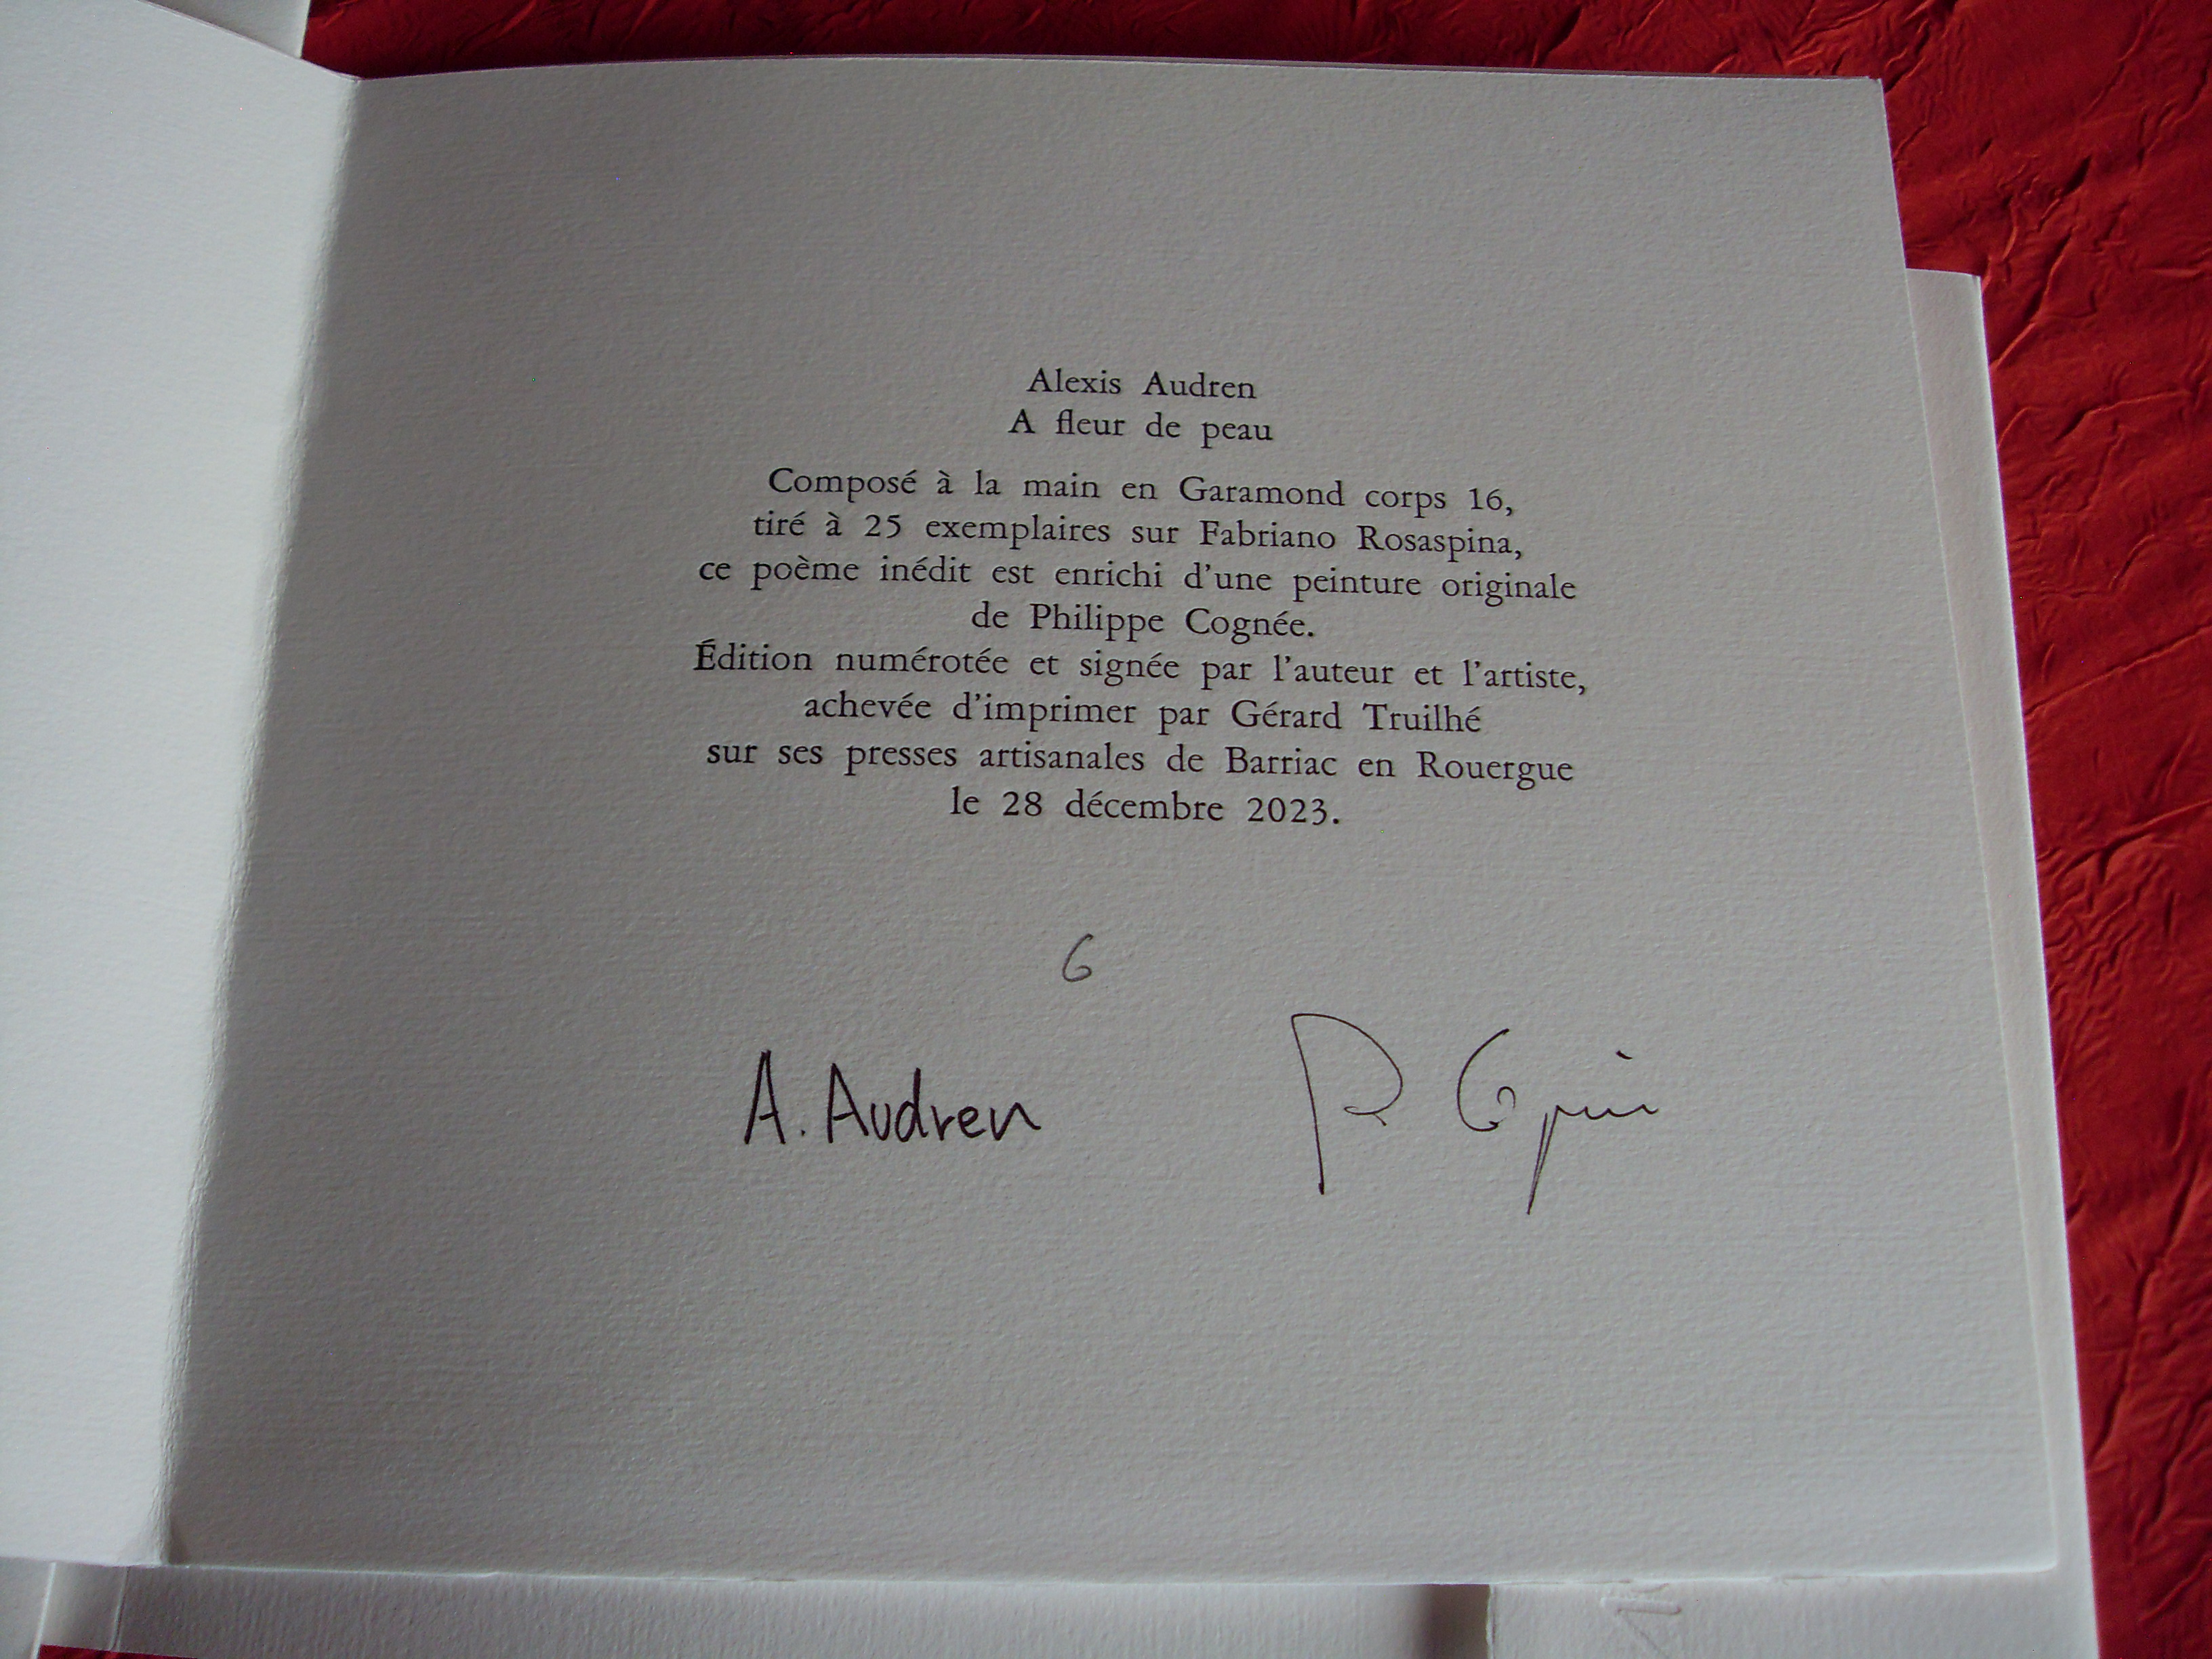 Alexis Audren
A fleur de peau
Composé à la main en Garamond corps 16,
tiré à 25 exemplaires sur Fabriano Rosaspina,
ce poème inédit est enrichi d'une peinture originale
de Philippe Cognée.
Édition numérotée et signée par l'auteur et l'artiste,
achevée d'imprimer par Gérard Truilhé
sur ses presses artisanales de Barriac en Rouergue
le 28 décembre 2023.
6
A. Audren